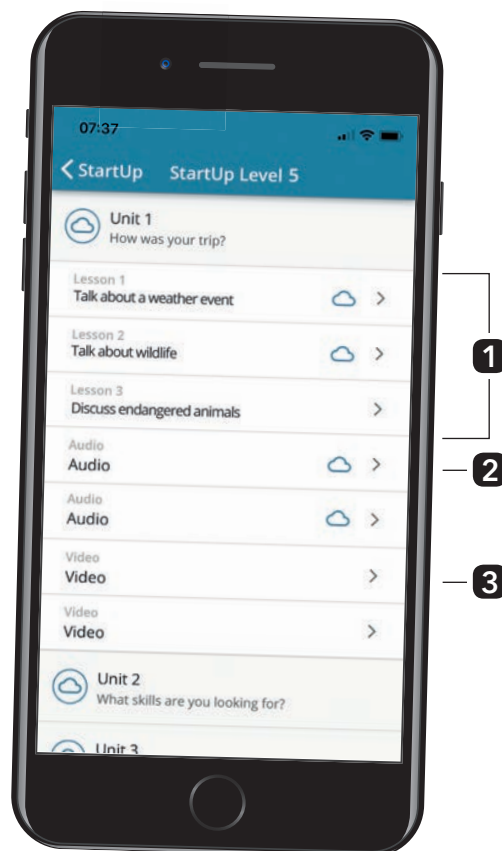 07:37
StartUp StartUp Level 5
Unit 1
How was your trip?
Lesson 1
Talk about a weather event
1
Lesson 2
Talk about wildlife
Lesson 3
Discuss endangered animals
Audio
Audio
2
Audio
Audio
Video
Video
3
Video
Video
Unit 2
What skills are you looking for?
Unit 3